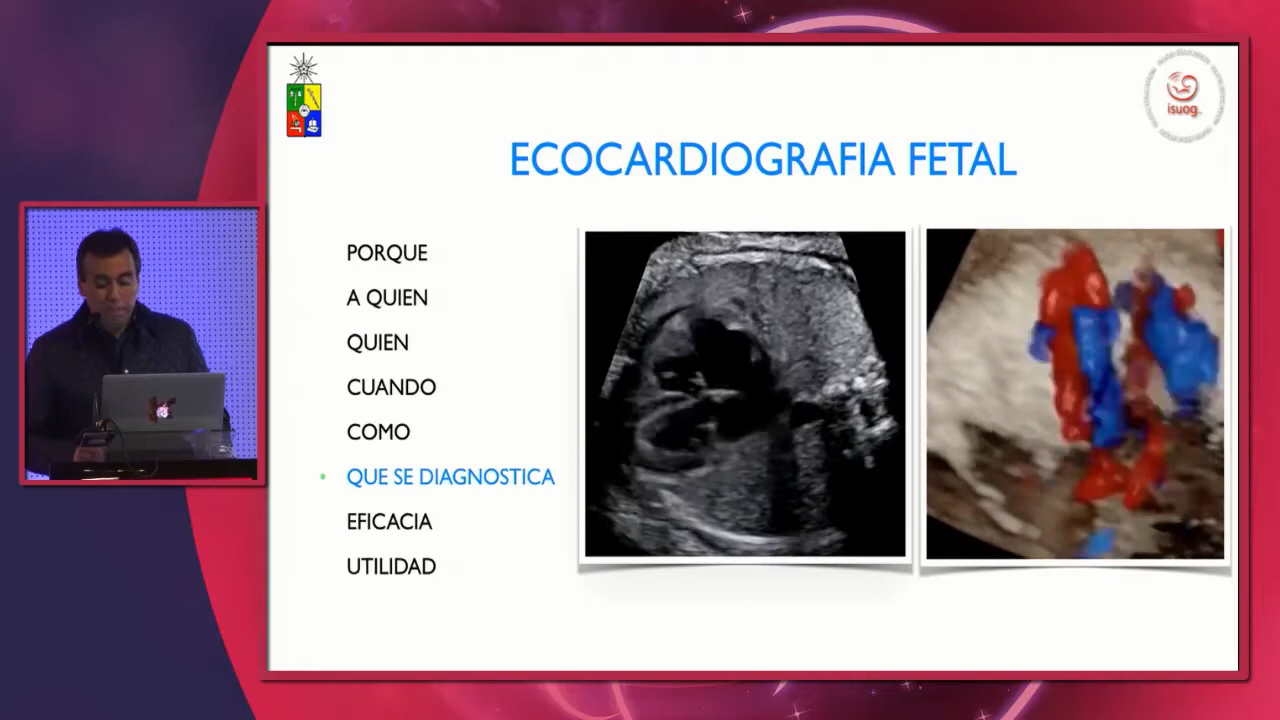 isuog
ECOCARDIOGRAFIA FETAL
PORQUE
A QUIEN
QUIEN
CUANDO
COMO
• QUE SE DIAGNOSTICA
EFICACIA
UTILIDAD